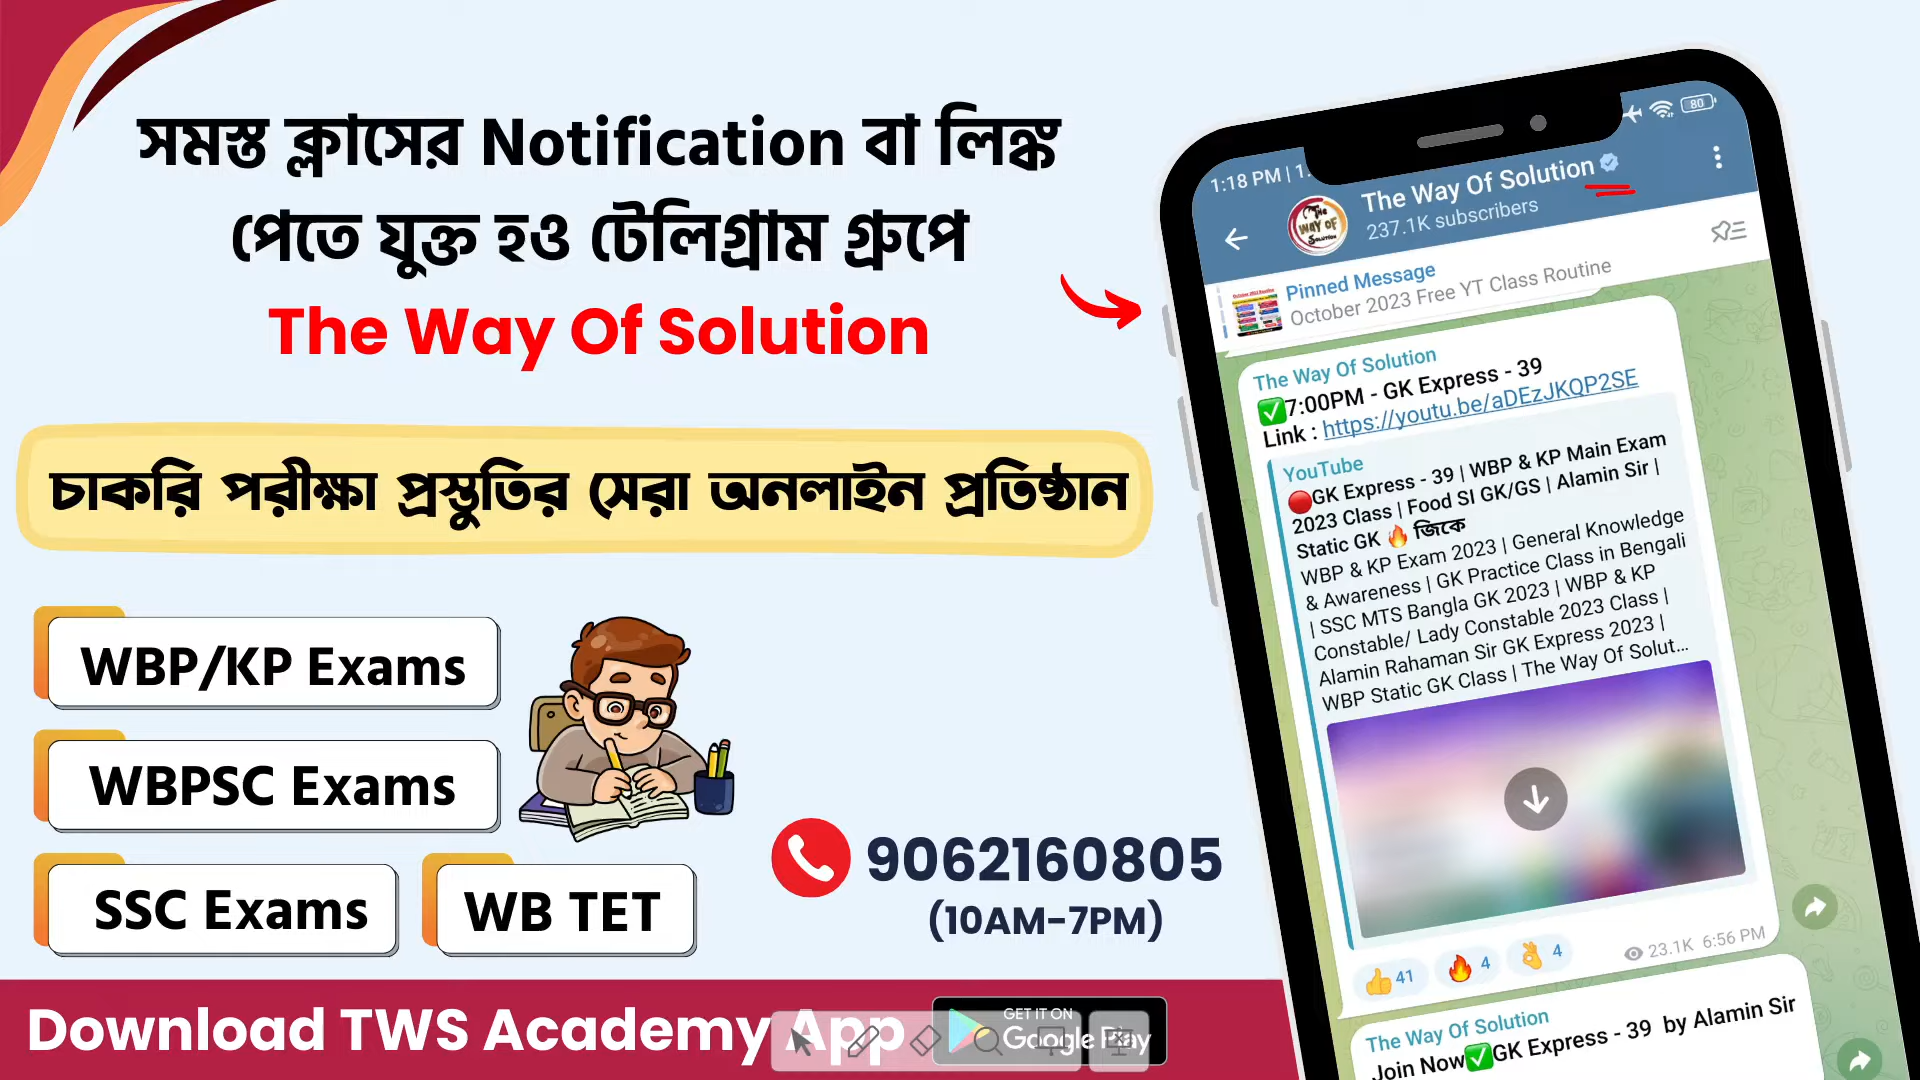 সমস্ত ক্লাসের Notification বা লিঙ্ক
পেতে যুক্ত হও টেলিগ্রাম গ্রুপে
The Way Of Solution
চাকরি পরীক্ষা প্রস্তুতির সেরা অনলাইন প্রতিষ্ঠান
WBP/KP Exams
WBPSC Exams
SSC Exams
WB TET
9062160805
(10AM-7PM)
Download TWS Academy App
GET IT ON
Google Play
1:18 PM | 1.
80
The Way Of Solution
237.1K subscribers
The
WAY OF
SOLUTION
Pinned Message
October 2023 Free YT Class Routine
The Way Of Solution
✅7:00PM - GK Express - 39
Link : https://youtu.be/aDEzJKQP2SE
YouTube
🔴GK Express - 39 | WBP & KP Main Exam
2023 Class | Food SI GK/GS | Alamin Sir |
Static GK 🔥 জিকে
WBP & KP Exam 2023 | General Knowledge
& Awareness | GK Practice Class in Bengali
| SSC MTS Bangla GK 2023 | WBP & KP
Constable/ Lady Constable 2023 Class |
Alamin Rahaman Sir GK Express 2023 |
WBP Static GK Class | The Way Of Solut...
👍41 🔥 4 👌 4
23.1K 6:56 PM
The Way Of Solution
Join Now✅GK Express - 39 by Alamin Sir